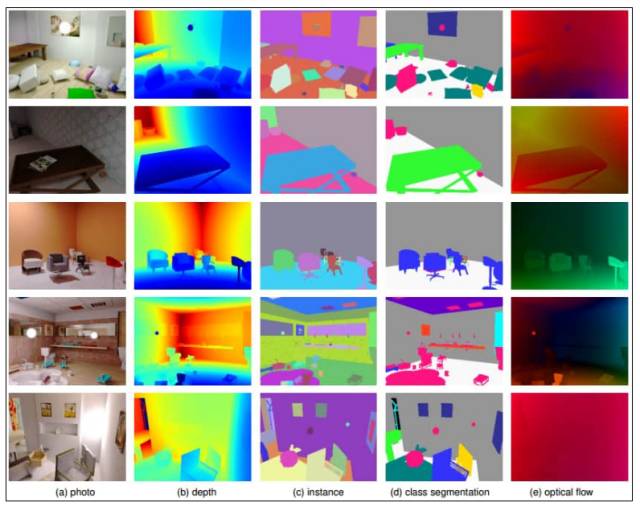 (a) photo
(b) depth
(c) instance
(d) class segmentation
(e) optical flow